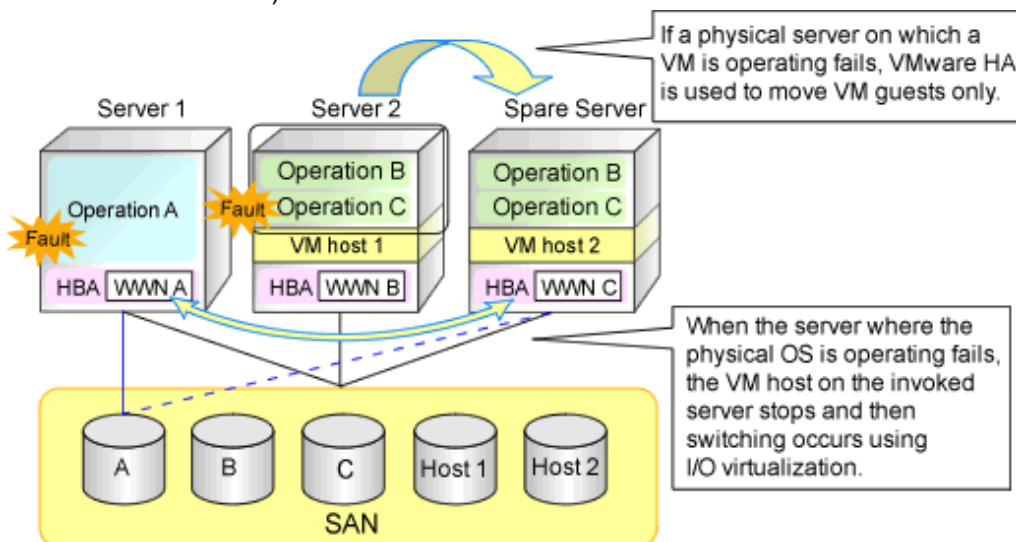 If a physical server on which a
VM is operating fails, VMware HA
is used to move VM guests only.
Server 1
Server 2
Spare Server
Operation A
Fault
HBA
WWN A
Operation B
Operation C
Fault
VM host 1
HBA
WWN B
Operation B
Operation C
VM host 2
HBA
WWN C
When the server where the
physical OS is operating fails,
the VM host on the invoked
server stops and then
switching occurs using
I/O virtualization.
A
B
C
Host 1
Host 2
SAN